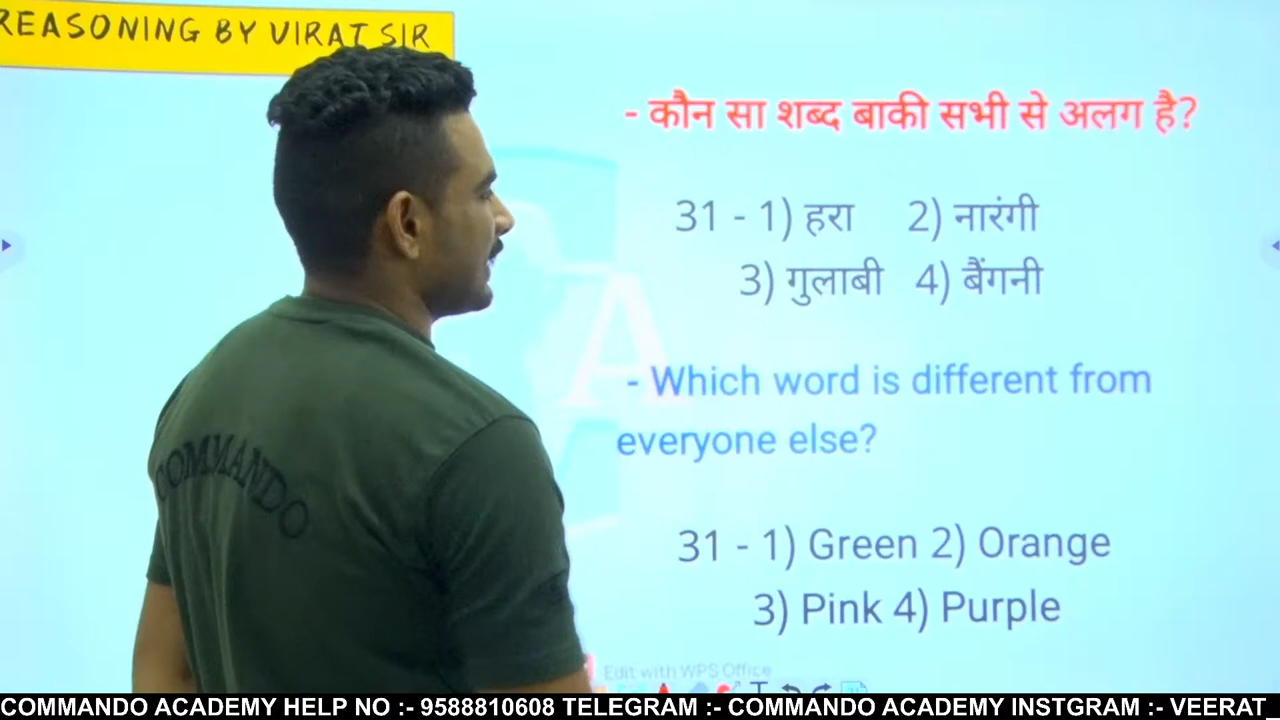 REASONING BY VIRAT SIR
- कौन सा शब्द बाकी सभी से अलग है?
31 - 1) हरा 2) नारंगी
3) गुलाबी 4) बैंगनी
- Which word is different from
everyone else?
31 - 1) Green 2) Orange
3) Pink 4) Purple
COMMANDO
A
Edit with WPS Office
COMMANDO ACADEMY HELP NO :- 9588810608 TELEGRAM :- COMMANDO ACADEMY INSTGRAM :- VEERAT